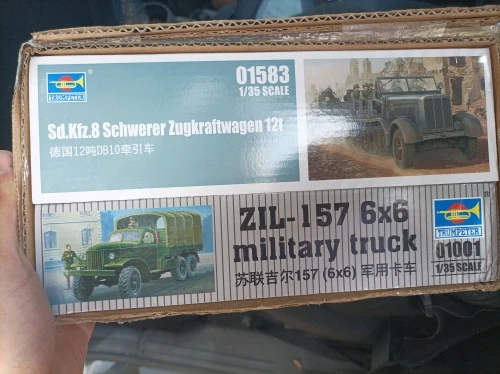 TRUMPETER
®
01583
1/35 SCALE
Sd.Kfz.8 Schwerer Zugkraftwagen 12t
德国12吨DB10牵引车
ZIL-157 6x6
military truck
苏联吉尔157 (6x6) 军用卡车
®
TRUMPETER
01001
1/35 SCALE